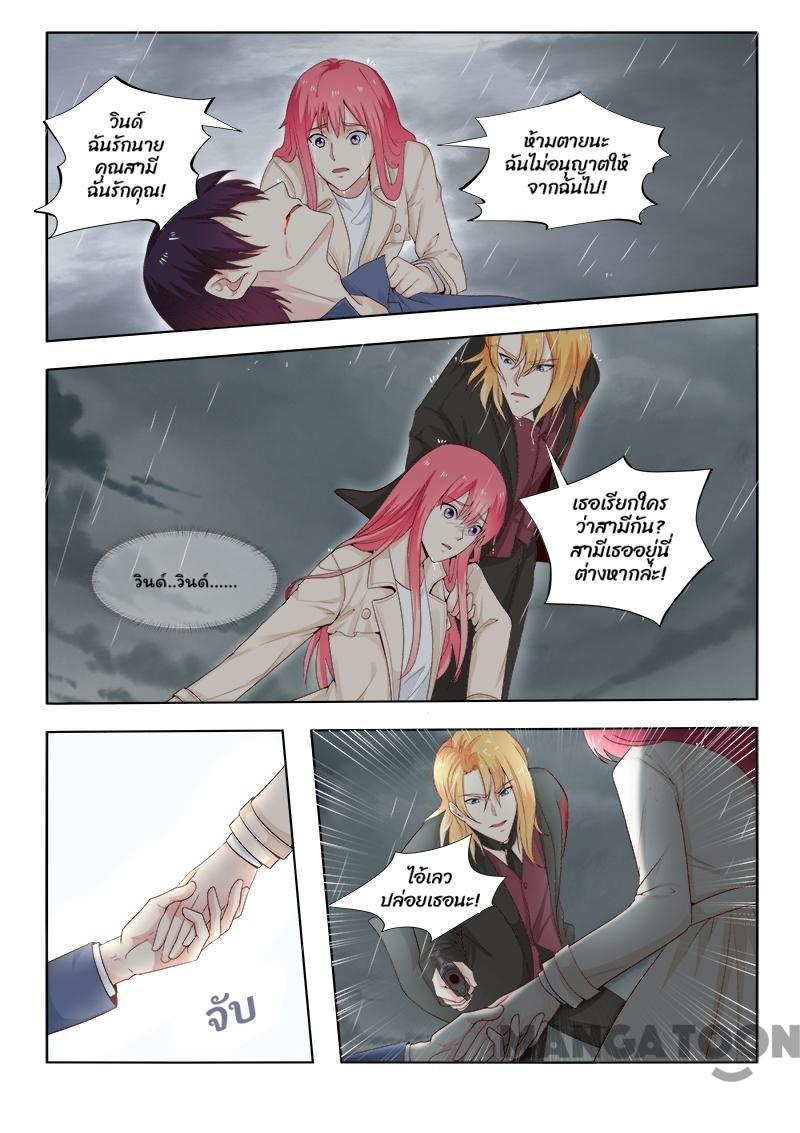 วินด์
ฉันรักนาย
คุณสามี
ฉันรักคุณ!
ห้ามตายนะ
ฉันไม่อนุญาตให้
จากฉันไป!
เธอเรียกใคร
ว่าสามีกัน?
สามีเธออยู่นี่
ต่างหากล่ะ!
วินด์..วินด์......
จับ
ไอ้เลว
ปล่อยเธอนะ!
MANGATOON